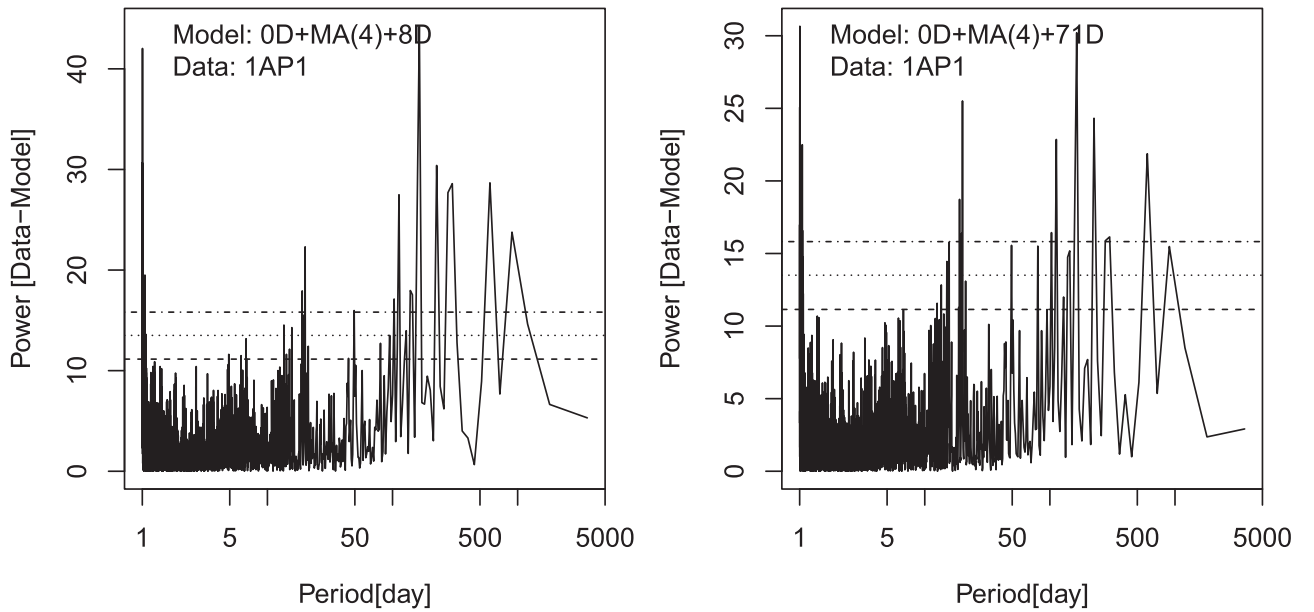 Model: 0D+MA(4)+8D
Data: 1AP1
Power [Data−Model]
0
10
20
30
40
1
5
50
500
5000
Period[day]
Model: 0D+MA(4)+71D
Data: 1AP1
Power [Data−Model]
0
5
10
15
20
25
30
1
5
50
500
5000
Period[day]